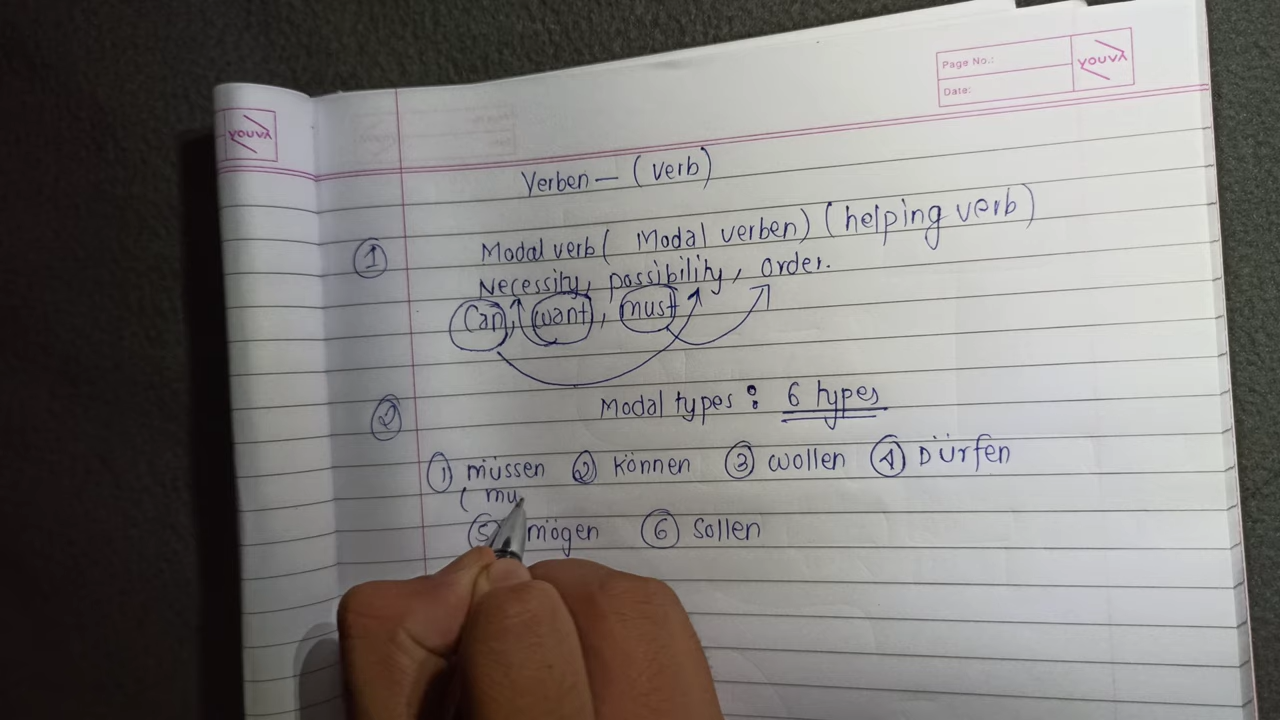 Page No.:
Date:
YOUVA
YOUVA
Verben — (verb)
① Modal verb ( Modal verben) (helping verb)
Necessity, possibility, order.
Can, want, must
② Modal types : 6 types
① müssen ② können ③ wollen ④ Dürfen
( mu
⑤ mögen ⑥ sollen